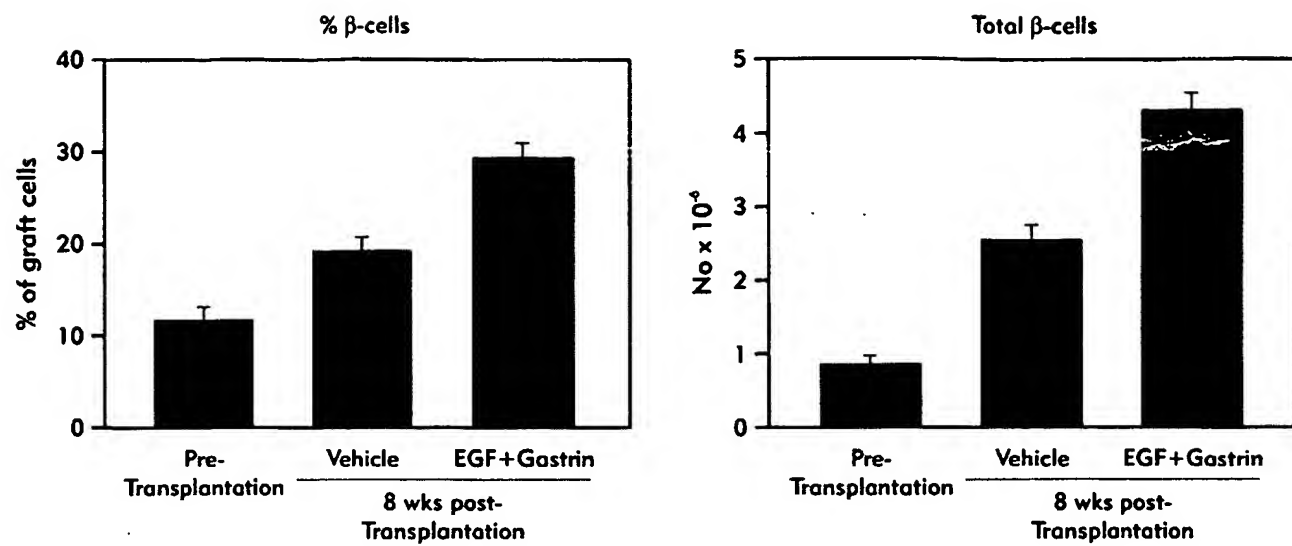 % β-cells
40
30
20
10
0
% of graft cells
Pre-
Transplantation
Vehicle
EGF+Gastrin
8 wks post-
Transplantation
Total β-cells
5
4
3
2
1
0
No x 10⁻⁶
Pre-
Transplantation
Vehicle
EGF+Gastrin
8 wks post-
Transplantation